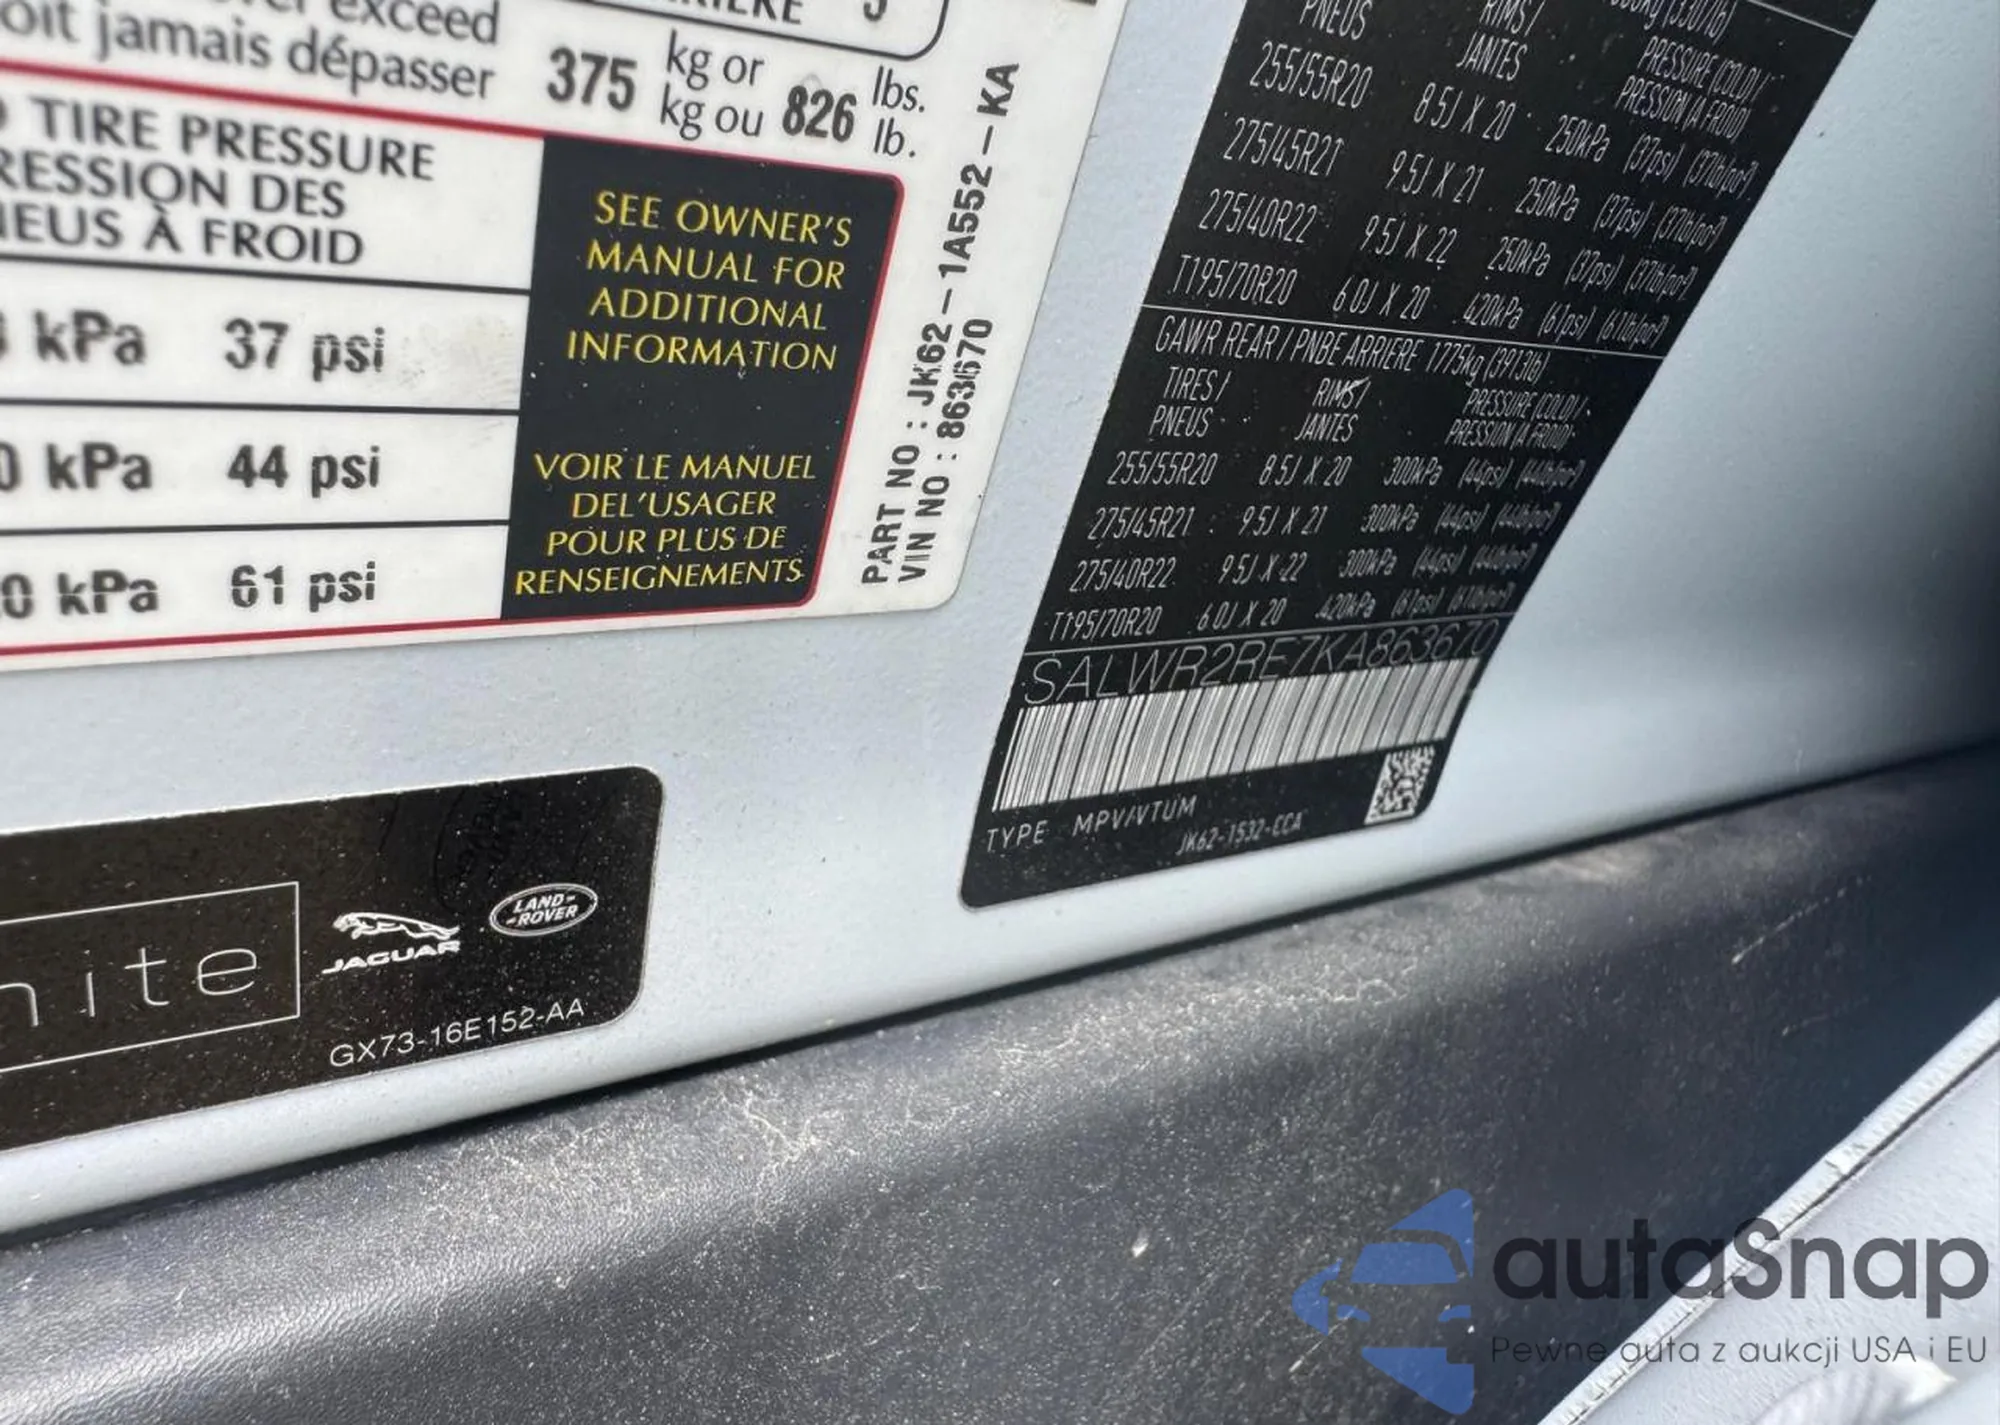 exceed
oit jamais dépasser 375 kg or kg ou 826 lbs. lb.
TIRE PRESSURE
RESSION DES
NEUS À FROID
kPa 37 psi
0 kPa 44 psi
0 kPa 61 psi
SEE OWNER'S
MANUAL FOR
ADDITIONAL
INFORMATION
VOIR LE MANUEL
DEL'USAGER
POUR PLUS DE
RENSEIGNEMENTS
PART NO : JK62-1A552-KA
VIN NO : 863670
PNEUS JANTES PRESSION (A FROID)
RIMS / PRESSURE (COLD) /
255/55R20 8.5J X 20 250kPa (37psi) (37lb/po²)
275/45R21 9.5J X 21 250kPa (37psi) (37lb/po²)
275/40R22 9.5J X 22 250kPa (37psi) (37lb/po²)
T195/70R20 6.0J X 20 420kPa (61psi) (61lb/po²)
GAWR REAR / PNBE ARRIERE 1775kg (3913lb)
TIRES / RIMS / PRESSURE (COLD) /
PNEUS JANTES PRESSION (A FROID)
255/55R20 8.5J X 20 300kPa (44psi) (44lb/po²)
275/45R21 9.5J X 21 300kPa (44psi) (44lb/po²)
275/40R22 9.5J X 22 300kPa (44psi) (44lb/po²)
T195/70R20 6.0J X 20 420kPa (61psi) (61lb/po²)
SALWR2RE7KA863670
TYPE MPV/VTUM
JK62-1532-CCA
hite
JAGUAR
LAND-
-ROVER
GX73-16E152-AA
autaSnap
Pewne auta z aukcji USA i EU